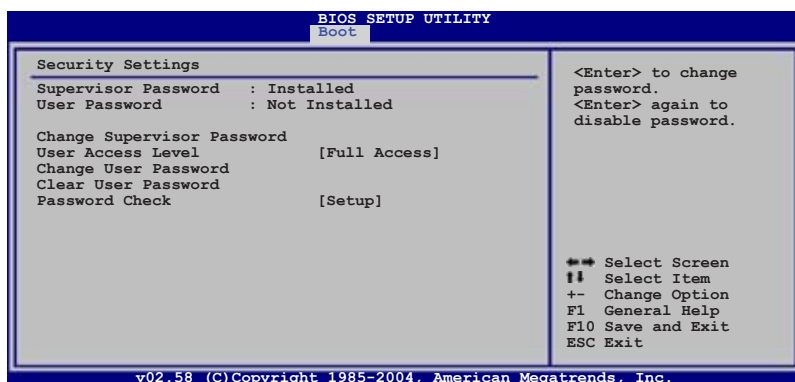 BIOS SETUP UTILITY
Boot
Security Settings
Supervisor Password : Installed
User Password : Not Installed
Change Supervisor Password
User Access Level [Full Access]
Change User Password
Clear User Password
Password Check [Setup]
<Enter> to change
password.
<Enter> again to
disable password.
Select Screen
Select Item
+- Change Option
F1 General Help
F10 Save and Exit
ESC Exit
v02.58 (C)Copyright 1985-2004, American Megatrends, Inc.